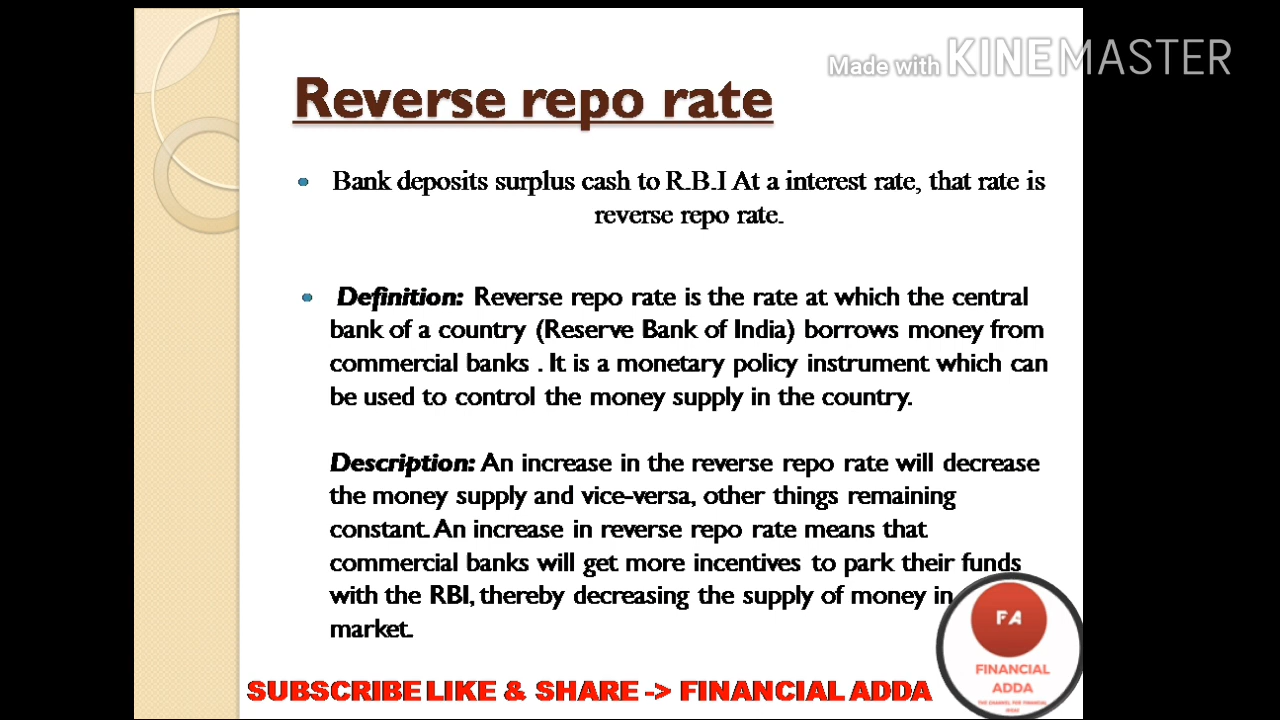 Made with KINEMASTER
Reverse repo rate
Bank deposits surplus cash to R.B.I At a interest rate, that rate is
reverse repo rate.
Definition: Reverse repo rate is the rate at which the central
bank of a country (Reserve Bank of India) borrows money from
commercial banks . It is a monetary policy instrument which can
be used to control the money supply in the country.
Description: An increase in the reverse repo rate will decrease
the money supply and vice-versa, other things remaining
constant. An increase in reverse repo rate means that
commercial banks will get more incentives to park their funds
with the RBI, thereby decreasing the supply of money in
market.
FA
FINANCIAL
ADDA
THE CHANNEL FOR FINANCIAL
SUBSCRIBE LIKE & SHARE -> FINANCIAL ADDA